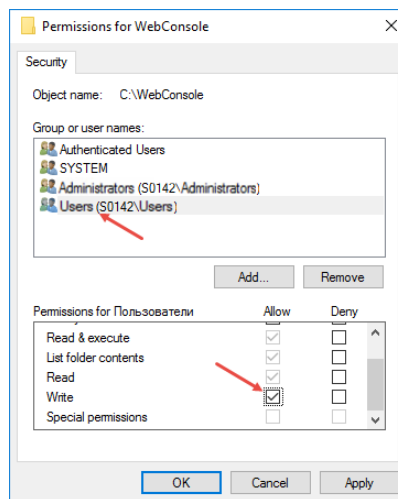 Permissions for WebConsole
Security
Object name: C:\WebConsole
Group or user names:
Authenticated Users
SYSTEM
Administrators (S0142\Administrators)
Users (S0142\Users)
Add... Remove
Permissions for Пользователи Allow Deny
Read & execute
List folder contents
Read
Write
Special permissions
OK Cancel Apply